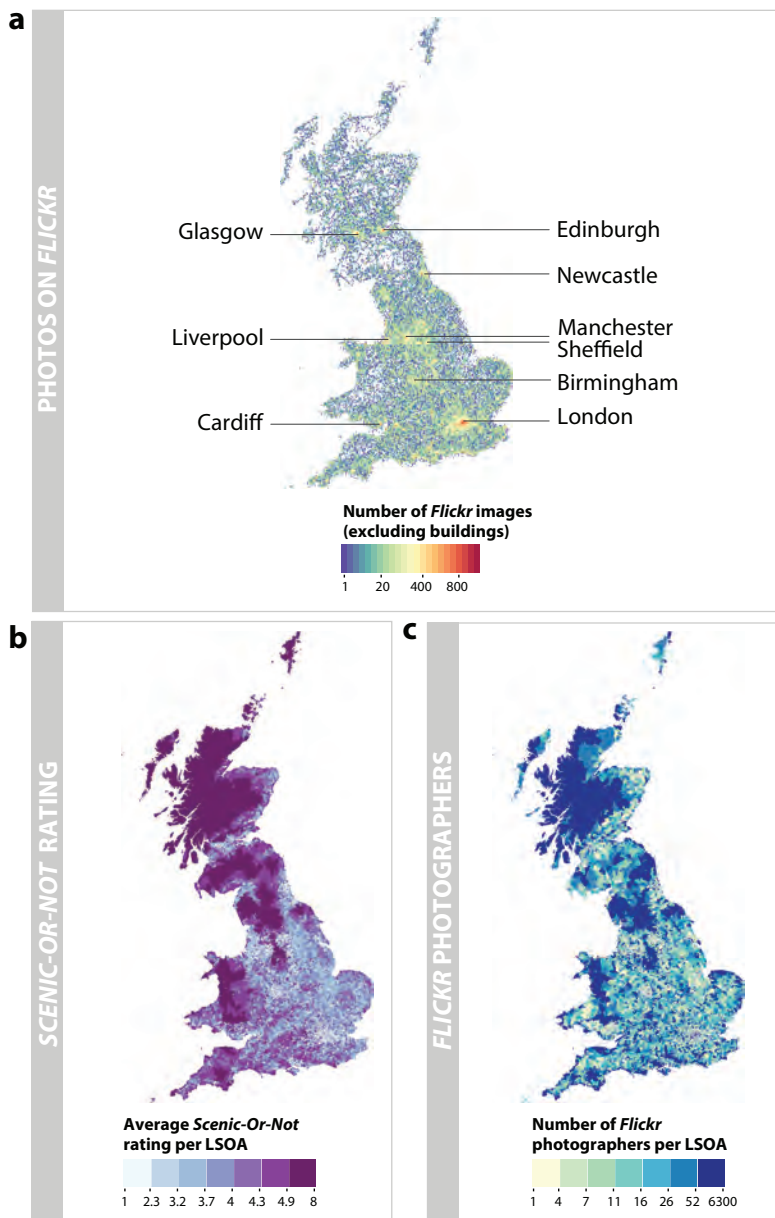 a
PHOTOS ON FLICKR
Glasgow
Edinburgh
Newcastle
Liverpool
Manchester
Sheffield
Birmingham
Cardiff
London
Number of Flickr images
(excluding buildings)
1 20 400 800
b
SCENIC-OR-NOT RATING
Average Scenic-Or-Not
rating per LSOA
1 2.3 3.2 3.7 4 4.3 4.9 8
c
FLICKR PHOTOGRAPHERS
Number of Flickr
photographers per LSOA
1 4 7 11 16 26 52 6300